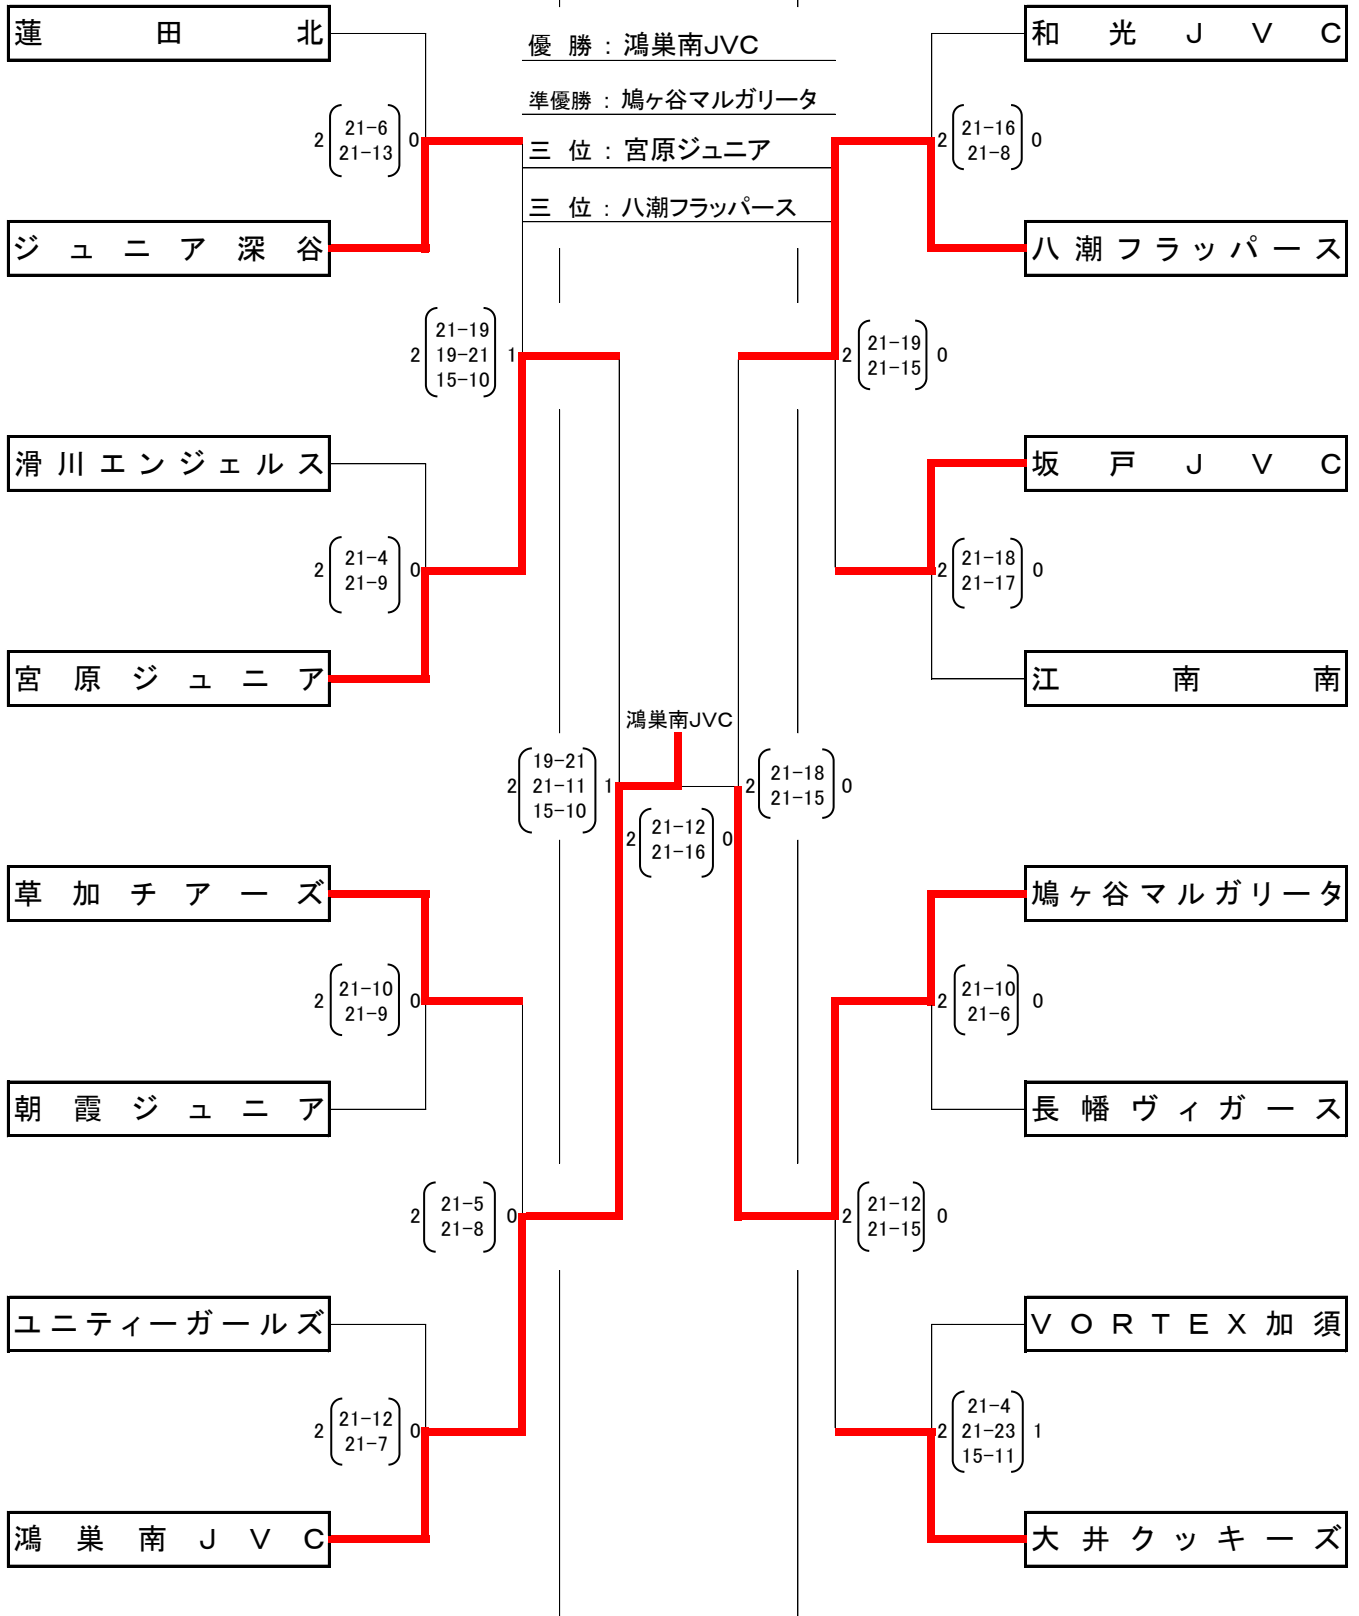 優勝：鴻巣南JVC
準優勝：鳩ヶ谷マルガリータ
三位：宮原ジュニア
三位：八潮フラッパース
蓮田北
2 21-6 0
21-13
ジュニア深谷
21-19
2 19-21 1
15-10
滑川エンジェルス
2 21-4 0
21-9
宮原ジュニア
19-21
2 21-11 1
15-10
草加チアーズ
2 21-10 0
21-9
朝霞ジュニア
2 21-5 0
21-8
ユニティーガールズ
2 21-12 0
21-7
鴻巣南JVC
鴻巣南JVC
2 21-12 0
21-16
和光JVC
2 21-16 0
21-8
八潮フラッパース
2 21-19 0
21-15
坂戸JVC
2 21-18 0
21-17
江南南
2 21-18 0
21-15
鳩ヶ谷マルガリータ
2 21-10 0
21-6
長幡ヴィガース
2 21-12 0
21-15
VORTEX加須
21-4
2 21-23 1
15-11
大井クッキーズ